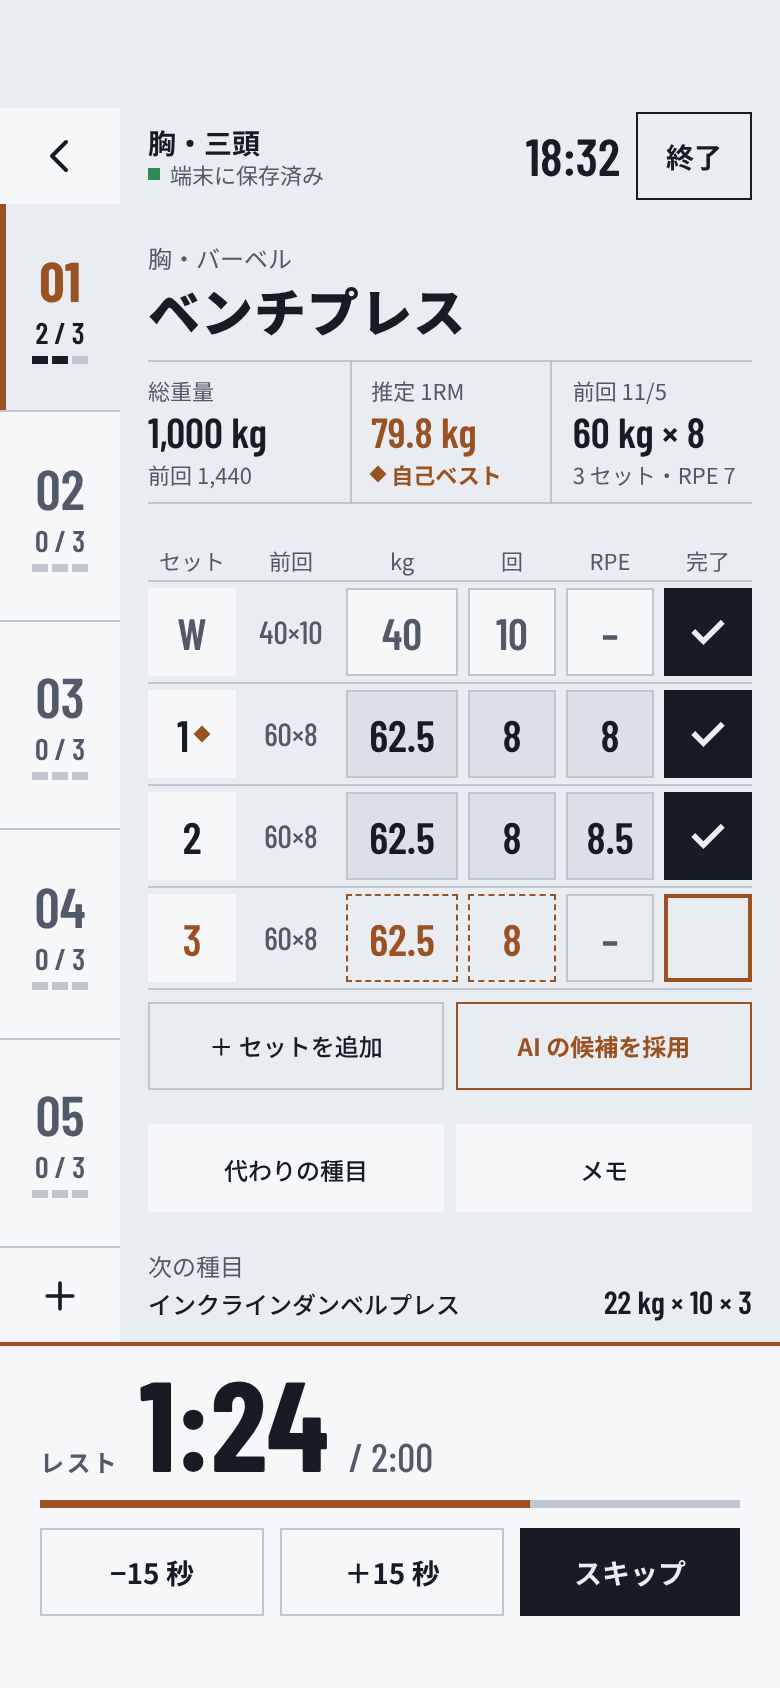 胸・三頭
端末に保存済み
18:32
終了
01
2 / 3
02
0 / 3
03
0 / 3
04
0 / 3
05
0 / 3
+
胸・バーベル
ベンチプレス
総重量
1,000 kg
前回 1,440
推定 1RM
79.8 kg
自己ベスト
前回 11/5
60 kg × 8
3 セット・RPE 7
セット 前回 kg 回 RPE 完了
W 40×10 40 10 –
1 60×8 62.5 8 8
2 60×8 62.5 8 8.5
3 60×8 62.5 8 –
+ セットを追加
AI の候補を採用
代わりの種目
メモ
次の種目
インクラインダンベルプレス 22 kg × 10 × 3
レスト 1:24 / 2:00
−15 秒
+15 秒
スキップ